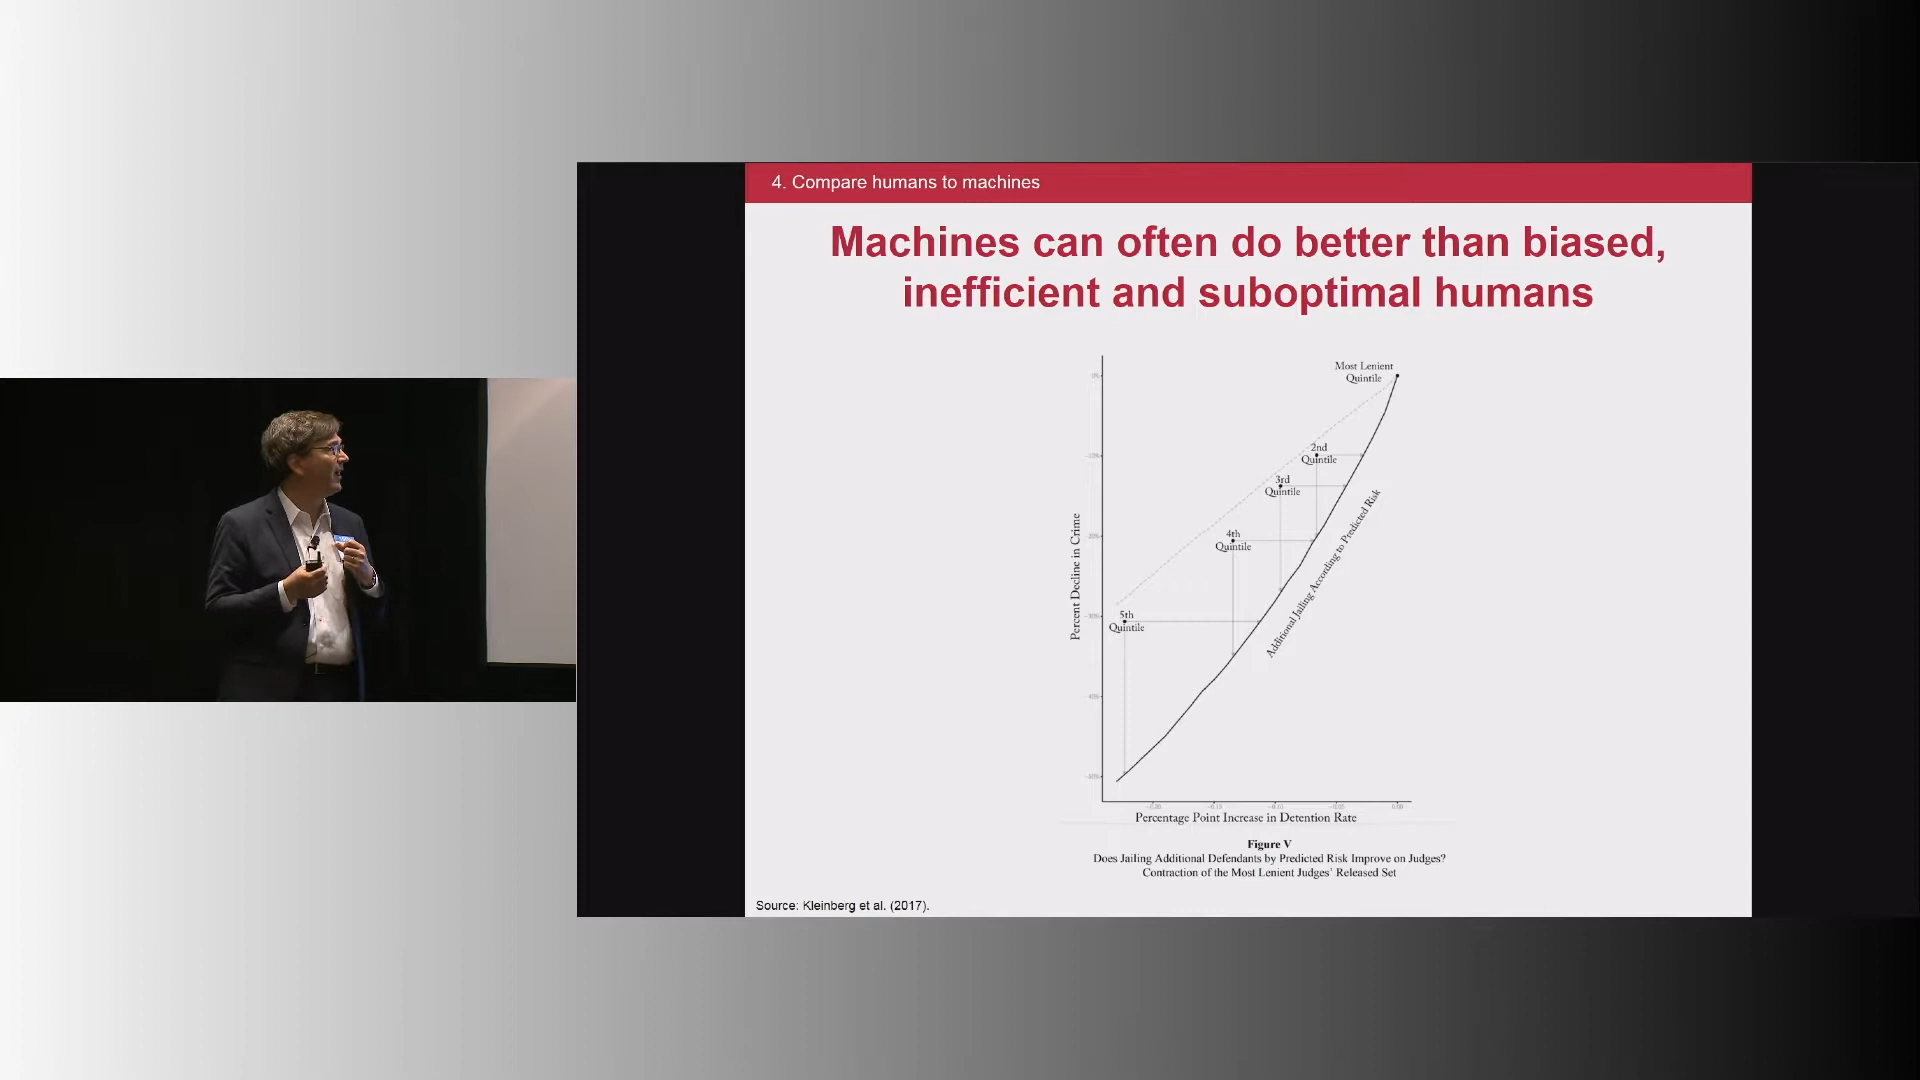 4. Compare humans to machines
Machines can often do better than biased,
inefficient and suboptimal humans
Most Lenient
Quintile
2nd
Quintile
3rd
Quintile
4th
Quintile
5th
Quintile
Additional Jailing According to Predicted Risk
Percent Decline in Crime
0.00
Percentage Point Increase in Detention Rate
Figure V
Does Jailing Additional Defendants by Predicted Risk Improve on Judges?
Contraction of the Most Lenient Judges' Released Set
Source: Kleinberg et al. (2017).